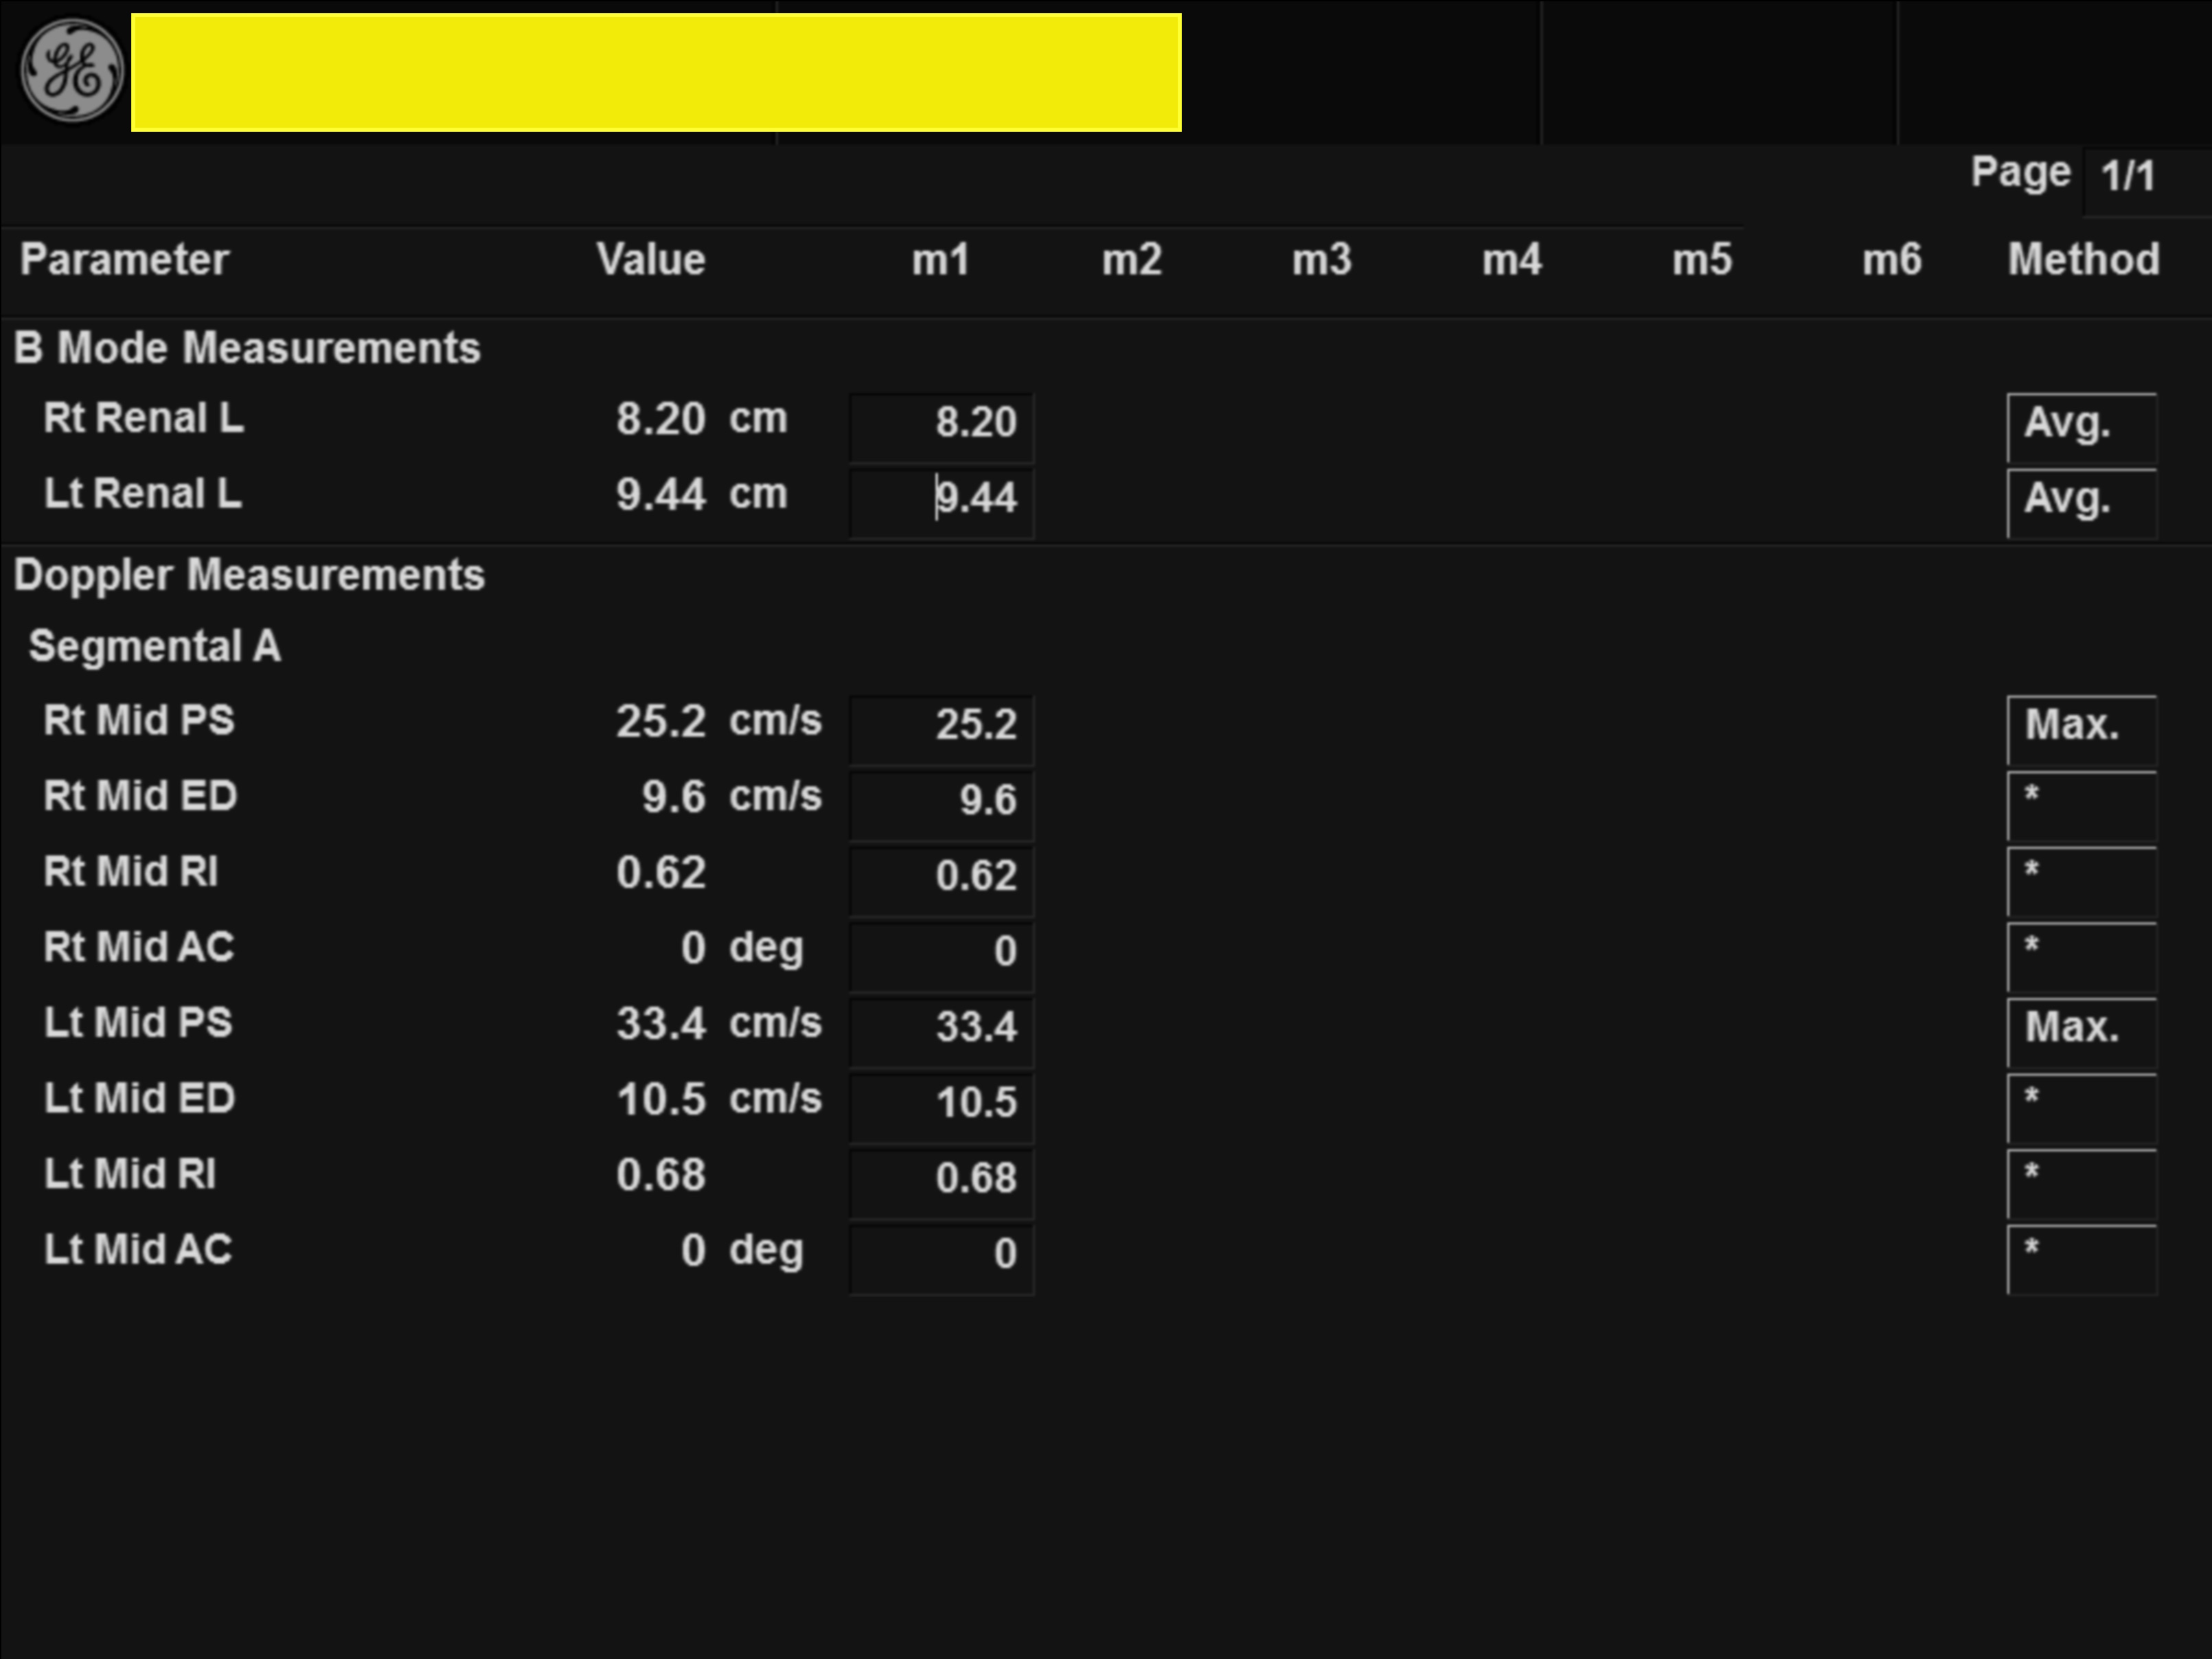 GE
Page 1/1
Parameter Value m1 m2 m3 m4 m5 m6 Method
B Mode Measurements
Rt Renal L 8.20 cm 8.20 Avg.
Lt Renal L 9.44 cm 9.44 Avg.
Doppler Measurements
Segmental A
Rt Mid PS 25.2 cm/s 25.2 Max.
Rt Mid ED 9.6 cm/s 9.6 *
Rt Mid RI 0.62 0.62 *
Rt Mid AC 0 deg 0 *
Lt Mid PS 33.4 cm/s 33.4 Max.
Lt Mid ED 10.5 cm/s 10.5 *
Lt Mid RI 0.68 0.68 *
Lt Mid AC 0 deg 0 *